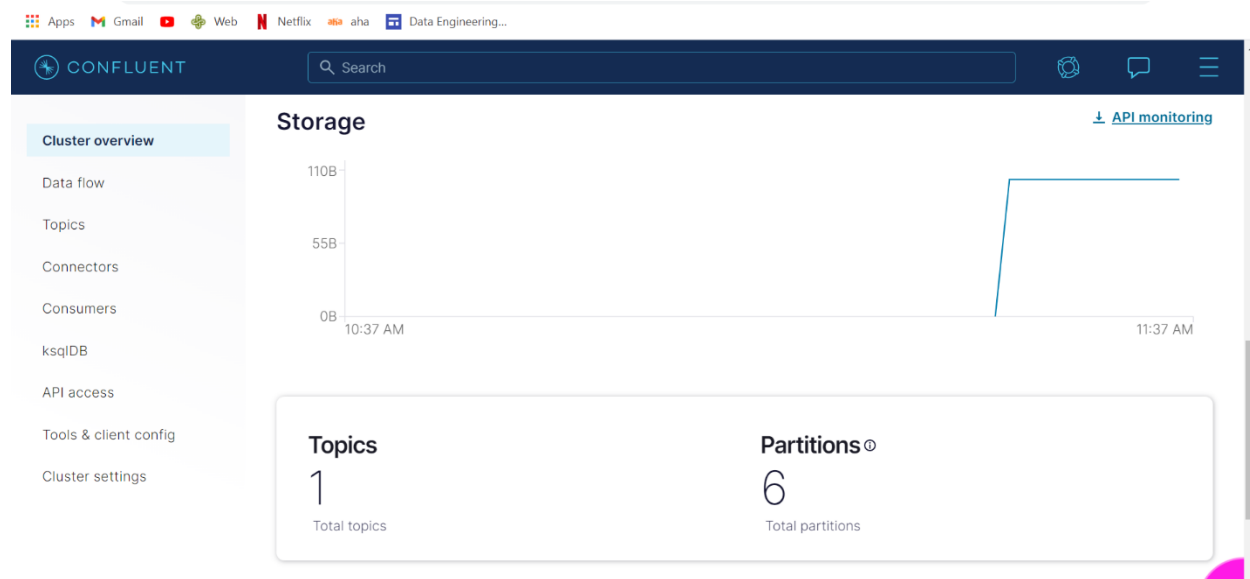 Apps Gmail Web Netflix aha aha Data Engineering...
CONFLUENT Search
Storage API monitoring
Cluster overview
Data flow
Topics
Connectors
Consumers
ksqlDB
API access
Tools & client config
Cluster settings
110B
55B
0B
10:37 AM 11:37 AM
Topics Partitions
1 6
Total topics Total partitions